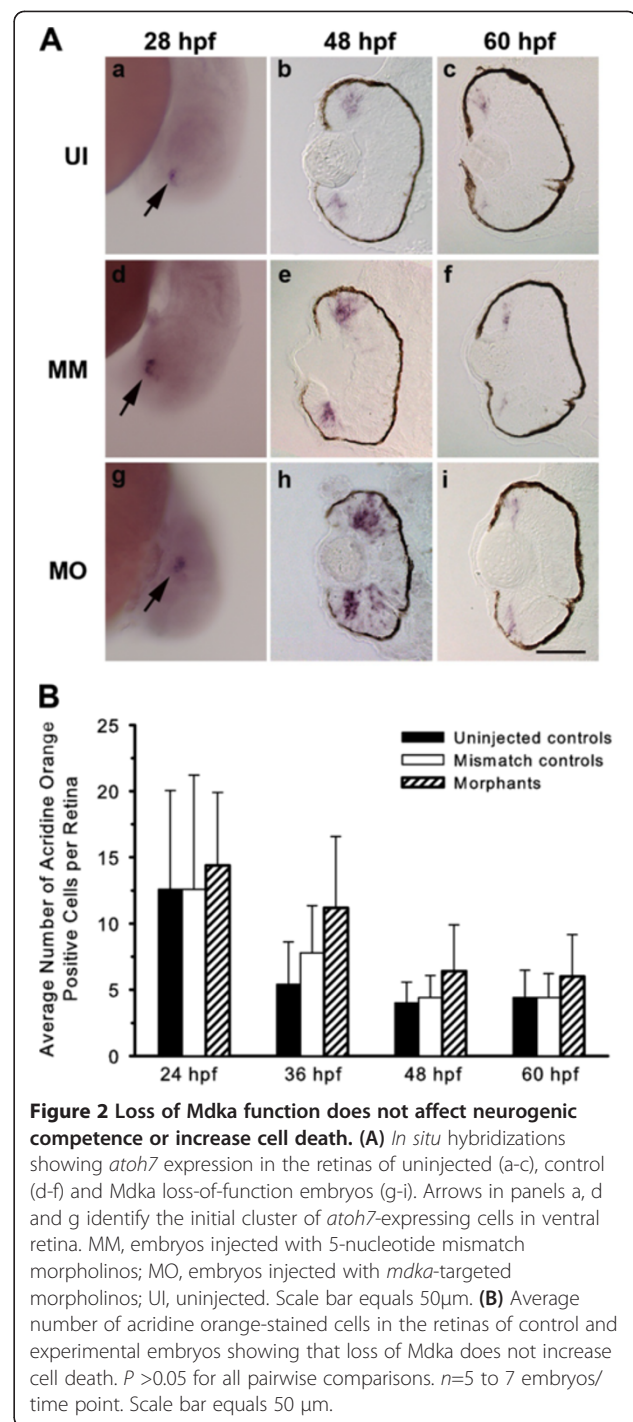 A
28 hpf
48 hpf
60 hpf
UI
a
b
c
MM
d
e
f
MO
g
h
i
B
Average Number of Acridine Orange
Positive Cells per Retina
25
20
15
10
5
0
Uninjected controls
Mismatch controls
Morphants
24 hpf
36 hpf
48 hpf
60 hpf
Figure 2 Loss of Mdka function does not affect neurogenic
competence or increase cell death. (A) In situ hybridizations
showing atoh7 expression in the retinas of uninjected (a-c), control
(d-f) and Mdka loss-of-function embryos (g-i). Arrows in panels a, d
and g identify the initial cluster of atoh7-expressing cells in ventral
retina. MM, embryos injected with 5-nucleotide mismatch
morpholinos; MO, embryos injected with mdka-targeted
morpholinos; UI, uninjected. Scale bar equals 50μm. (B) Average
number of acridine orange-stained cells in the retinas of control and
experimental embryos showing that loss of Mdka does not increase
cell death. P >0.05 for all pairwise comparisons. n=5 to 7 embryos/
time point. Scale bar equals 50 μm.